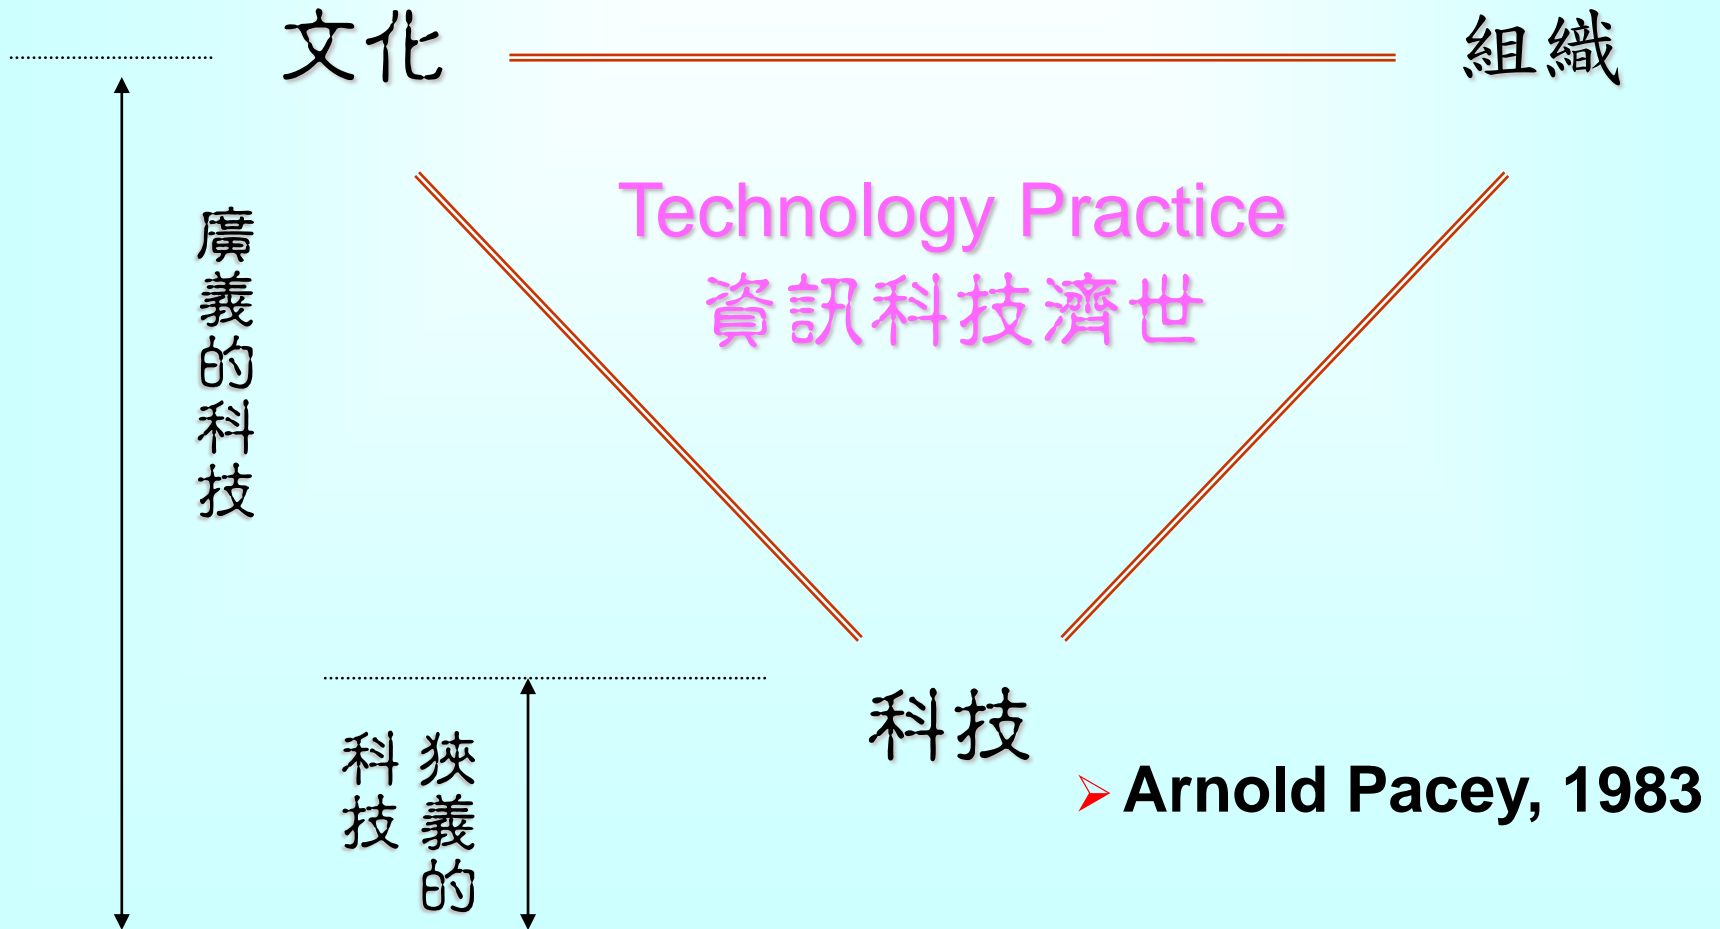 文化
組織
Technology Practice
資訊科技濟世
廣義的科技
科技
狹義的科技
Arnold Pacey, 1983